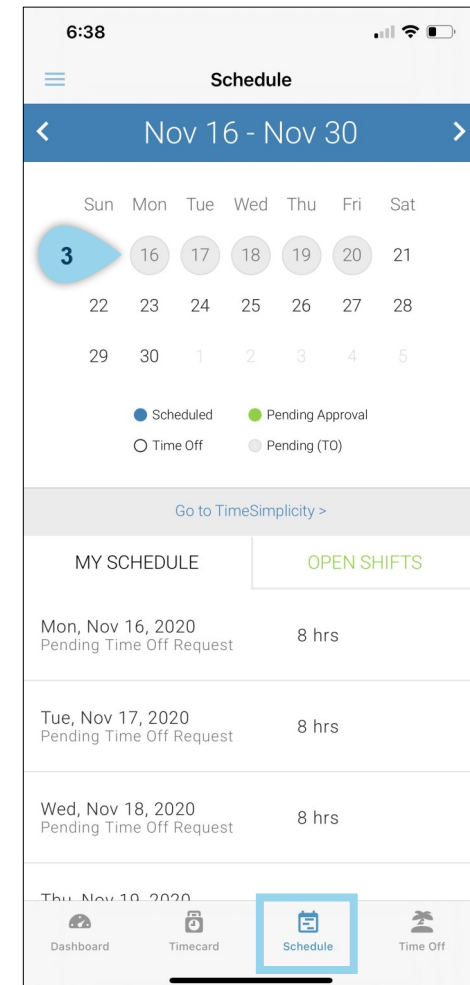 6:38
Schedule
Nov 16 - Nov 30
Sun Mon Tue Wed Thu Fri Sat
3 16 17 18 19 20 21
22 23 24 25 26 27 28
29 30 1 2 3 4 5
Scheduled Pending Approval
Time Off Pending (TO)
Go to TimeSimplicity >
MY SCHEDULE OPEN SHIFTS
Mon, Nov 16, 2020
Pending Time Off Request
8 hrs
Tue, Nov 17, 2020
Pending Time Off Request
8 hrs
Wed, Nov 18, 2020
Pending Time Off Request
8 hrs
Thu, Nov 19, 2020
Dashboard Timecard Schedule Time Off